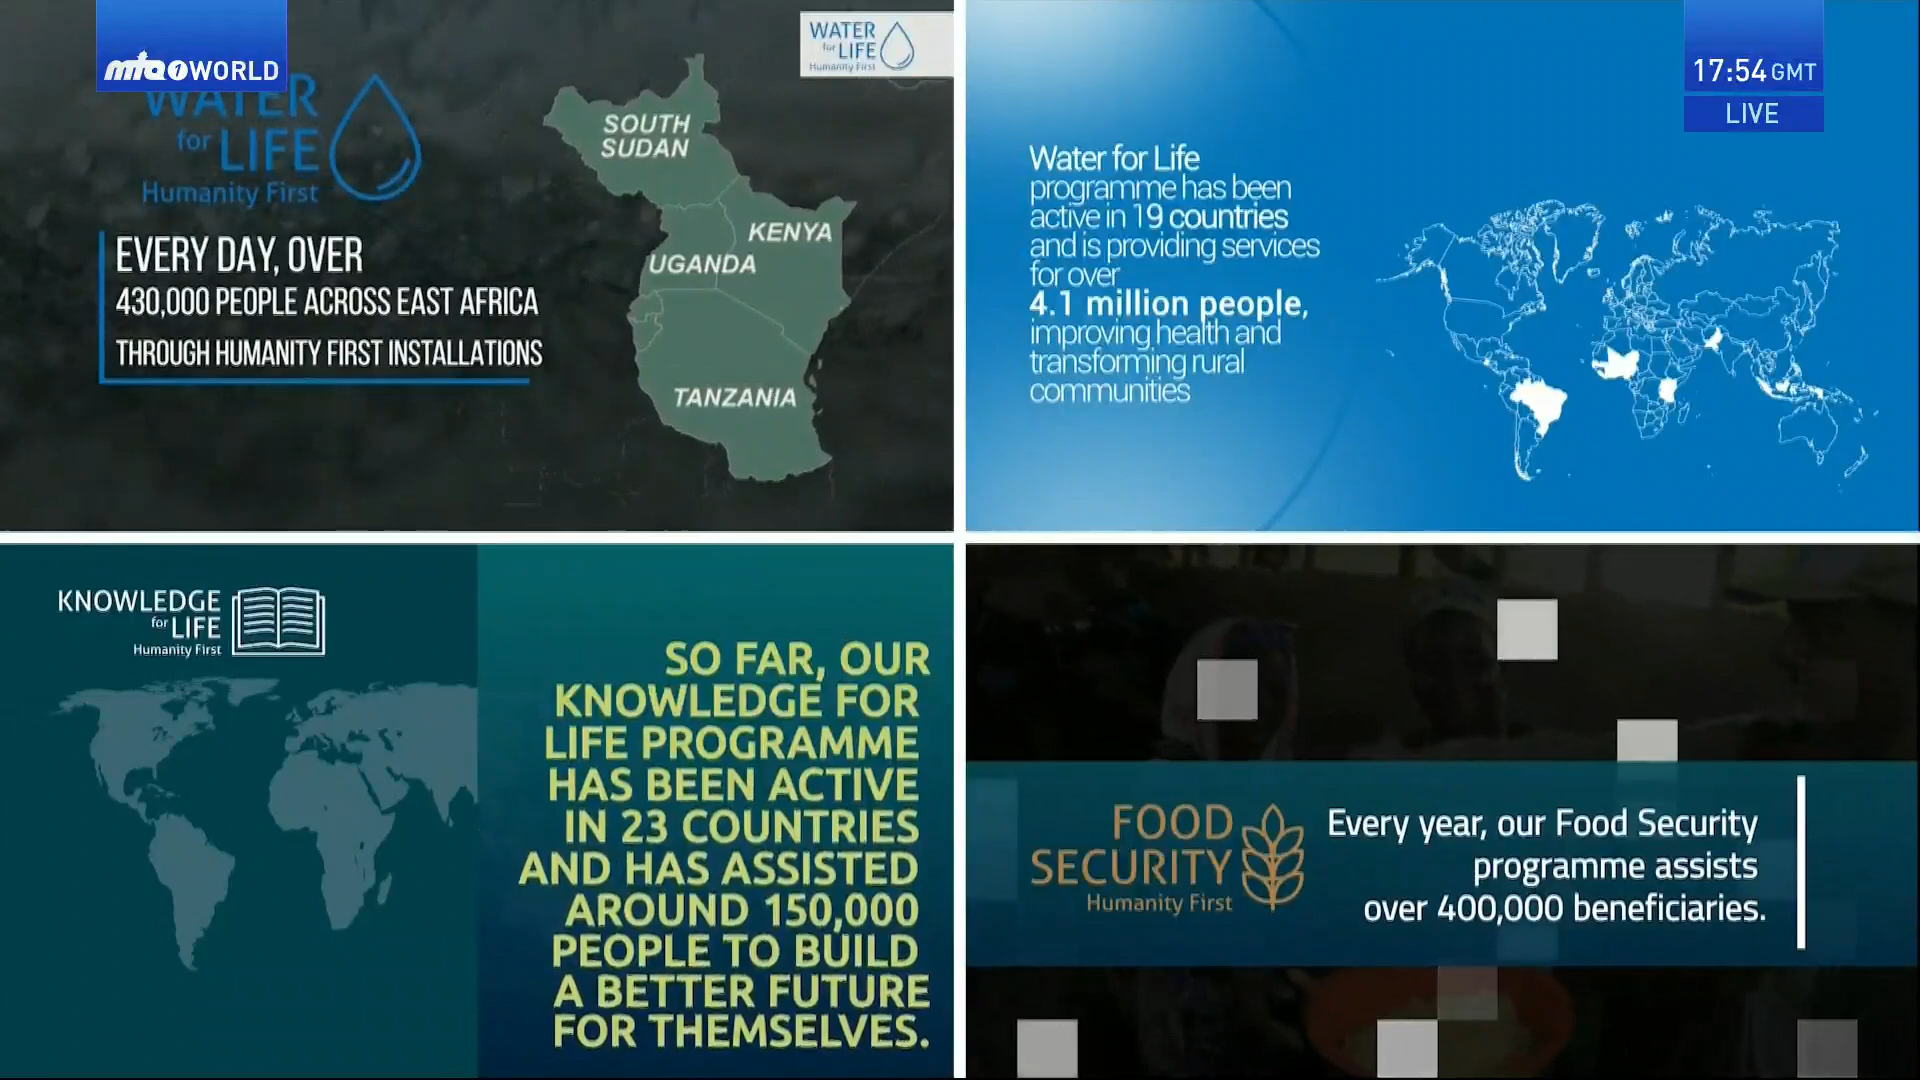 mta1 WORLD
WATER
for LIFE
Humanity First
EVERY DAY, OVER
430,000 PEOPLE ACROSS EAST AFRICA
THROUGH HUMANITY FIRST INSTALLATIONS
WATER
for LIFE
Humanity First
SOUTH
SUDAN
KENYA
UGANDA
TANZANIA
17:54 GMT
LIVE
Water for Life
programme has been
active in 19 countries
and is providing services
for over
4.1 million people,
improving health and
transforming rural
communities
KNOWLEDGE
for
LIFE
Humanity First
SO FAR, OUR
KNOWLEDGE FOR
LIFE PROGRAMME
HAS BEEN ACTIVE
IN 23 COUNTRIES
AND HAS ASSISTED
AROUND 150,000
PEOPLE TO BUILD
A BETTER FUTURE
FOR THEMSELVES.
FOOD
SECURITY
Humanity First
Every year, our Food Security
programme assists
over 400,000 beneficiaries.